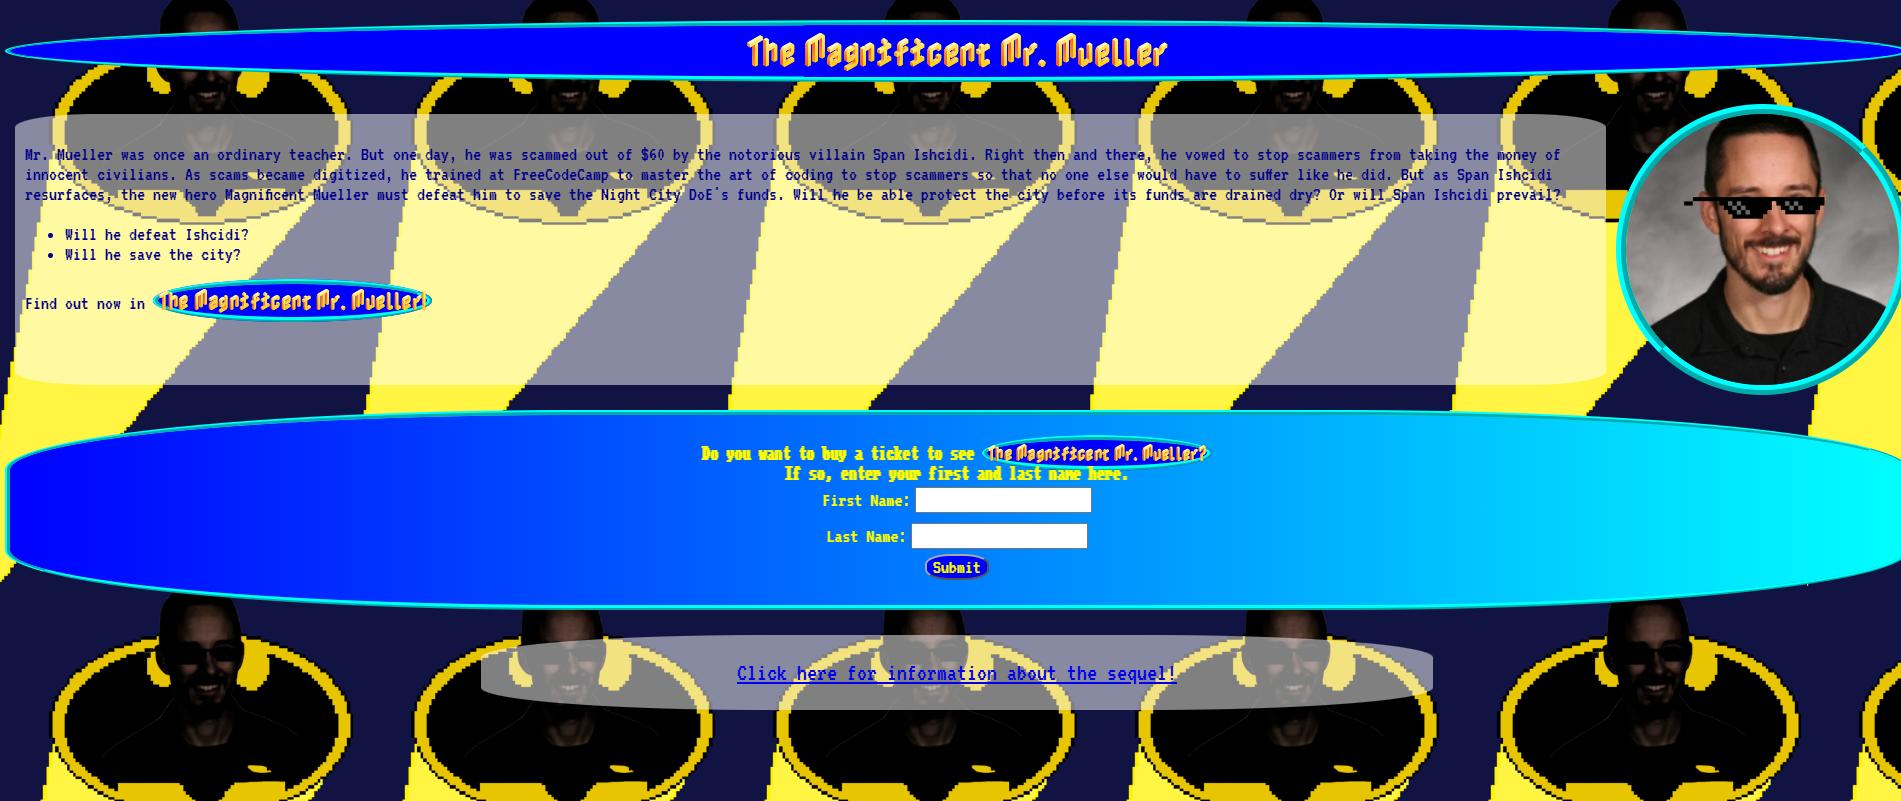 The Magnificent Mr. Mueller
Mr. Mueller was once an ordinary teacher. But one day, he was scammed out of $60 by the notorious villain Span Ishcidi. Right then and there, he vowed to stop scammers from taking the money of
innocent civilians. As scams became digitized, he trained at FreeCodeCamp to master the art of coding to stop scammers so that no one else would have to suffer like he did. But as Span Ishcidi
resurfaces, the new hero Magnificent Mueller must defeat him to save the Night City DoE's funds. Will he be able protect the city before its funds are drained dry? Or will Span Ishcidi prevail?
• Will he defeat Ishcidi?
• Will he save the city?
Find out now in The Magnificent Mr. Mueller!
Do you want to buy a ticket to see The Magnificent Mr. Mueller?
If so, enter your first and last name here.
First Name:
Last Name:
Submit
Click here for information about the sequel!